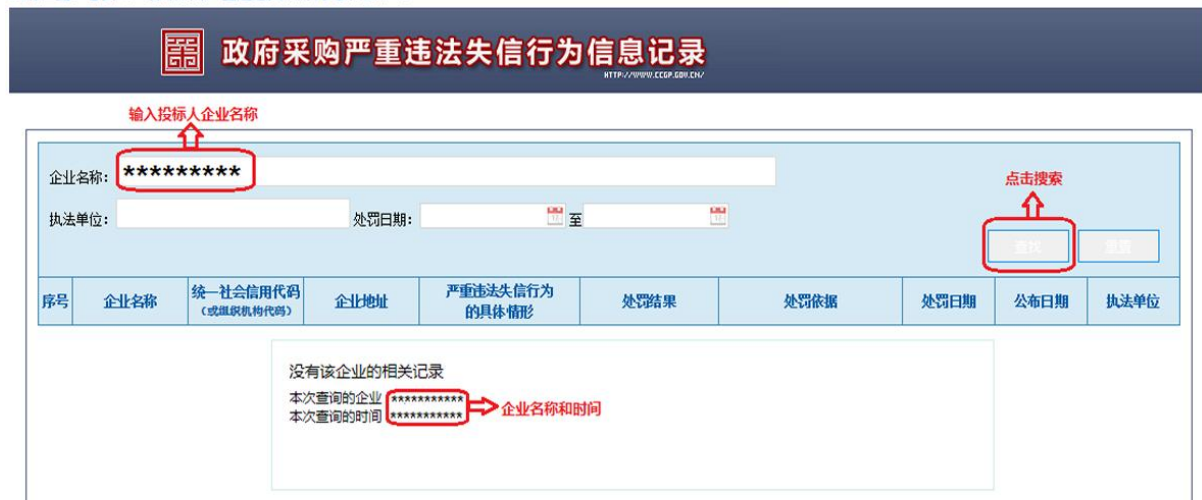 政府采购严重违法失信行为信息记录
HTTP://WWW.CCGP.GOV.CN/
输入投标人企业名称
企业名称: *********
点击搜索
执法单位: 处罚日期: 至
查找 重置
序号 企业名称 统一社会信用代码 企业地址 严重违法失信行为 处罚结果 处罚依据 处罚日期 公布日期 执法单位
(或组织机构代码) 的具体情形
没有该企业的相关记录
本次查询的企业 ***********
本次查询的时间 ***********
企业名称和时间